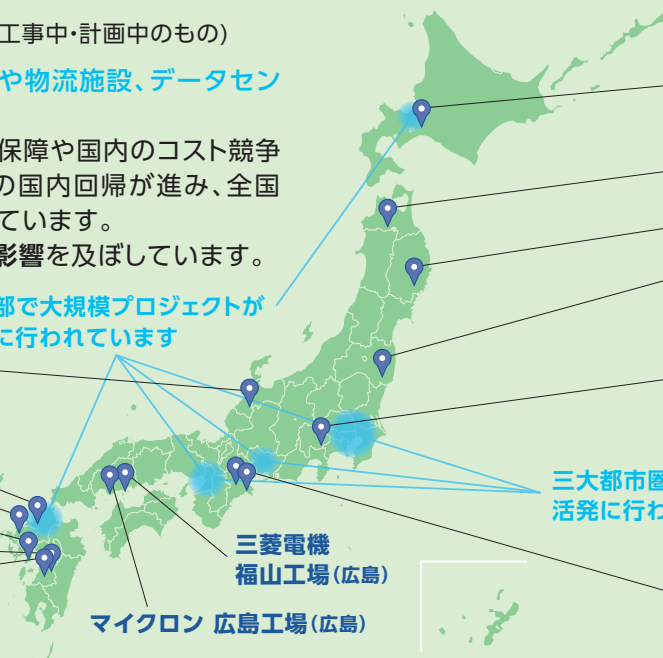 工事中・計画中のもの)
や物流施設、データセン
保障や国内のコスト競争
の国内回帰が進み、全国
ています。
影響を及ぼしています。
部で大規模プロジェクトが
に行われています
三大都市圏
活発に行わ
三菱電機
福山工場(広島)
マイクロン 広島工場(広島)